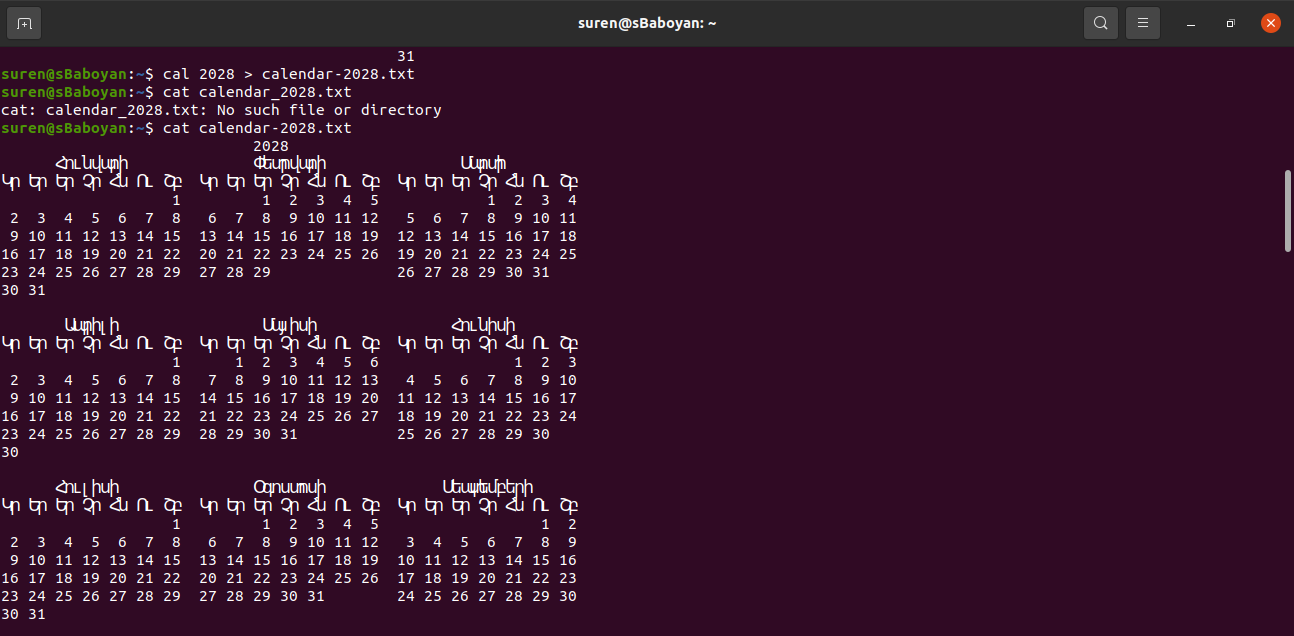 suren@sBaboyan: ~
31
suren@sBaboyan:~$ cal 2028 > calendar-2028.txt
suren@sBaboyan:~$ cat calendar_2028.txt
cat: calendar_2028.txt: No such file or directory
suren@sBaboyan:~$ cat calendar-2028.txt
2028
Հունվարի Փետրվարի Մարտի
Կր Եր Եր Չր Հն Ու Շբ Կր Եր Եր Չր Հն Ու Շբ Կր Եր Եր Չր Հն Ու Շբ
1 1 2 3 4 5 1 2 3 4
2 3 4 5 6 7 8 6 7 8 9 10 11 12 5 6 7 8 9 10 11
9 10 11 12 13 14 15 13 14 15 16 17 18 19 12 13 14 15 16 17 18
16 17 18 19 20 21 22 20 21 22 23 24 25 26 19 20 21 22 23 24 25
23 24 25 26 27 28 29 27 28 29 26 27 28 29 30 31
30 31
Ապրիլի Մայիսի Հունիսի
Կր Եր Եր Չր Հն Ու Շբ Կր Եր Եր Չր Հն Ու Շբ Կր Եր Եր Չր Հն Ու Շբ
1 1 2 3 4 5 6 1 2 3
2 3 4 5 6 7 8 7 8 9 10 11 12 13 4 5 6 7 8 9 10
9 10 11 12 13 14 15 14 15 16 17 18 19 20 11 12 13 14 15 16 17
16 17 18 19 20 21 22 21 22 23 24 25 26 27 18 19 20 21 22 23 24
23 24 25 26 27 28 29 28 29 30 31 25 26 27 28 29 30
30
Հուլիսի Օգոստոսի Սեպտեմբերի
Կր Եր Եր Չր Հն Ու Շբ Կր Եր Եր Չր Հն Ու Շբ Կր Եր Եր Չր Հն Ու Շբ
1 1 2 3 4 5 1 2
2 3 4 5 6 7 8 6 7 8 9 10 11 12 3 4 5 6 7 8 9
9 10 11 12 13 14 15 13 14 15 16 17 18 19 10 11 12 13 14 15 16
16 17 18 19 20 21 22 20 21 22 23 24 25 26 17 18 19 20 21 22 23
23 24 25 26 27 28 29 27 28 29 30 31 24 25 26 27 28 29 30
30 31